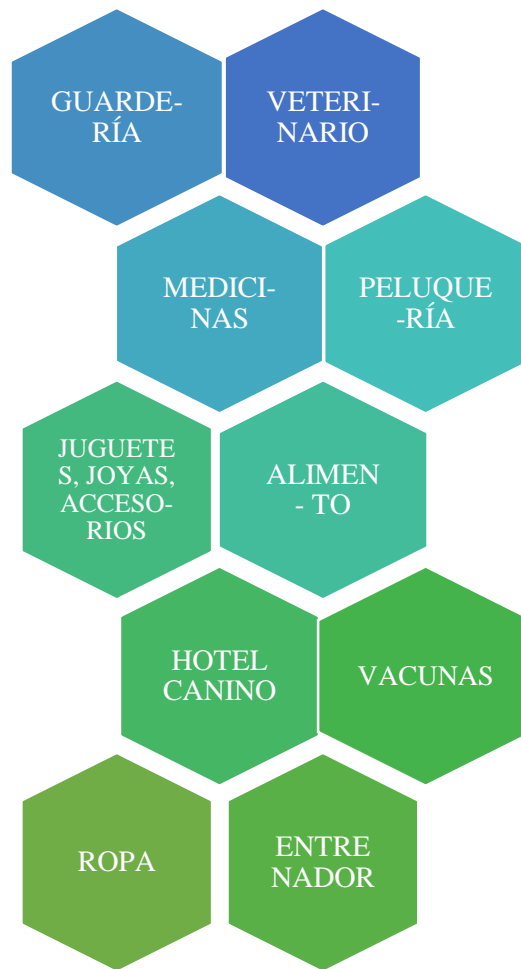 GUARDE-
RÍA
VETERI-
NARIO
MEDICI-
NAS
PELUQUE
-RÍA
JUGUETE
S, JOYAS,
ACCESO-
RIOS
ALIMEN
- TO
HOTEL
CANINO
VACUNAS
ROPA
ENTRE
NADOR